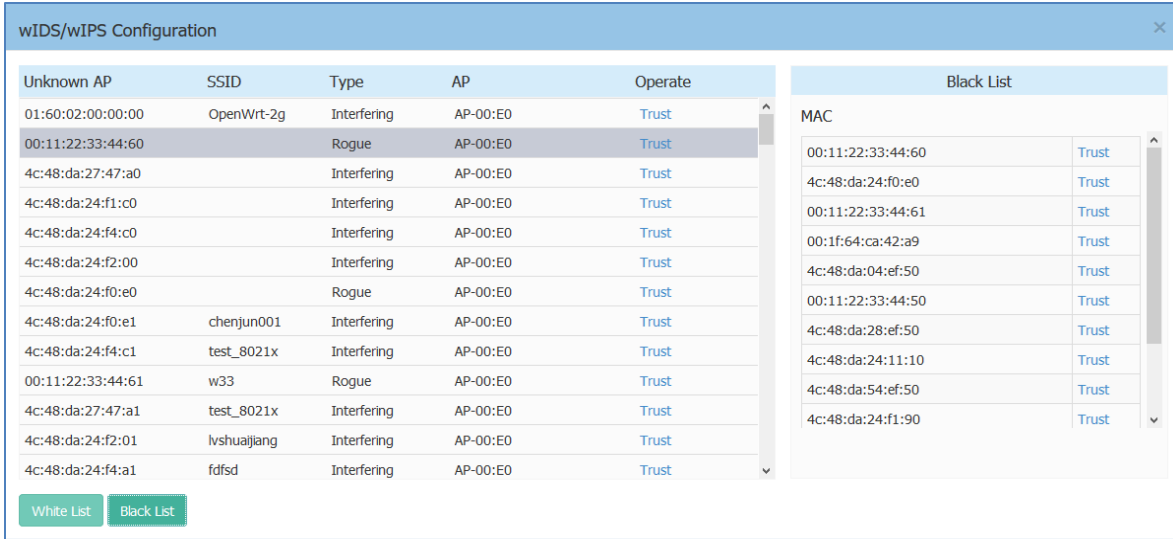 wIDS/wIPS Configuration
Unknown AP SSID Type AP Operate
01:60:02:00:00:00 OpenWrt-2g Interfering AP-00:E0 Trust
00:11:22:33:44:60 Rogue AP-00:E0 Trust
4c:48:da:27:47:a0 Interfering AP-00:E0 Trust
4c:48:da:24:f1:c0 Interfering AP-00:E0 Trust
4c:48:da:24:f4:c0 Interfering AP-00:E0 Trust
4c:48:da:24:f2:00 Interfering AP-00:E0 Trust
4c:48:da:24:f0:e0 Rogue AP-00:E0 Trust
4c:48:da:24:f0:e1 chenjun001 Interfering AP-00:E0 Trust
4c:48:da:24:f4:c1 test_8021x Interfering AP-00:E0 Trust
00:11:22:33:44:61 w33 Rogue AP-00:E0 Trust
4c:48:da:27:47:a1 test_8021x Interfering AP-00:E0 Trust
4c:48:da:24:f2:01 lvshuaijiang Interfering AP-00:E0 Trust
4c:48:da:24:f4:a1 fdfsd Interfering AP-00:E0 Trust
White List Black List
Black List
MAC
00:11:22:33:44:60 Trust
4c:48:da:24:f0:e0 Trust
00:11:22:33:44:61 Trust
00:1f:64:ca:42:a9 Trust
4c:48:da:04:ef:50 Trust
00:11:22:33:44:50 Trust
4c:48:da:28:ef:50 Trust
4c:48:da:24:11:10 Trust
4c:48:da:54:ef:50 Trust
4c:48:da:24:f1:90 Trust